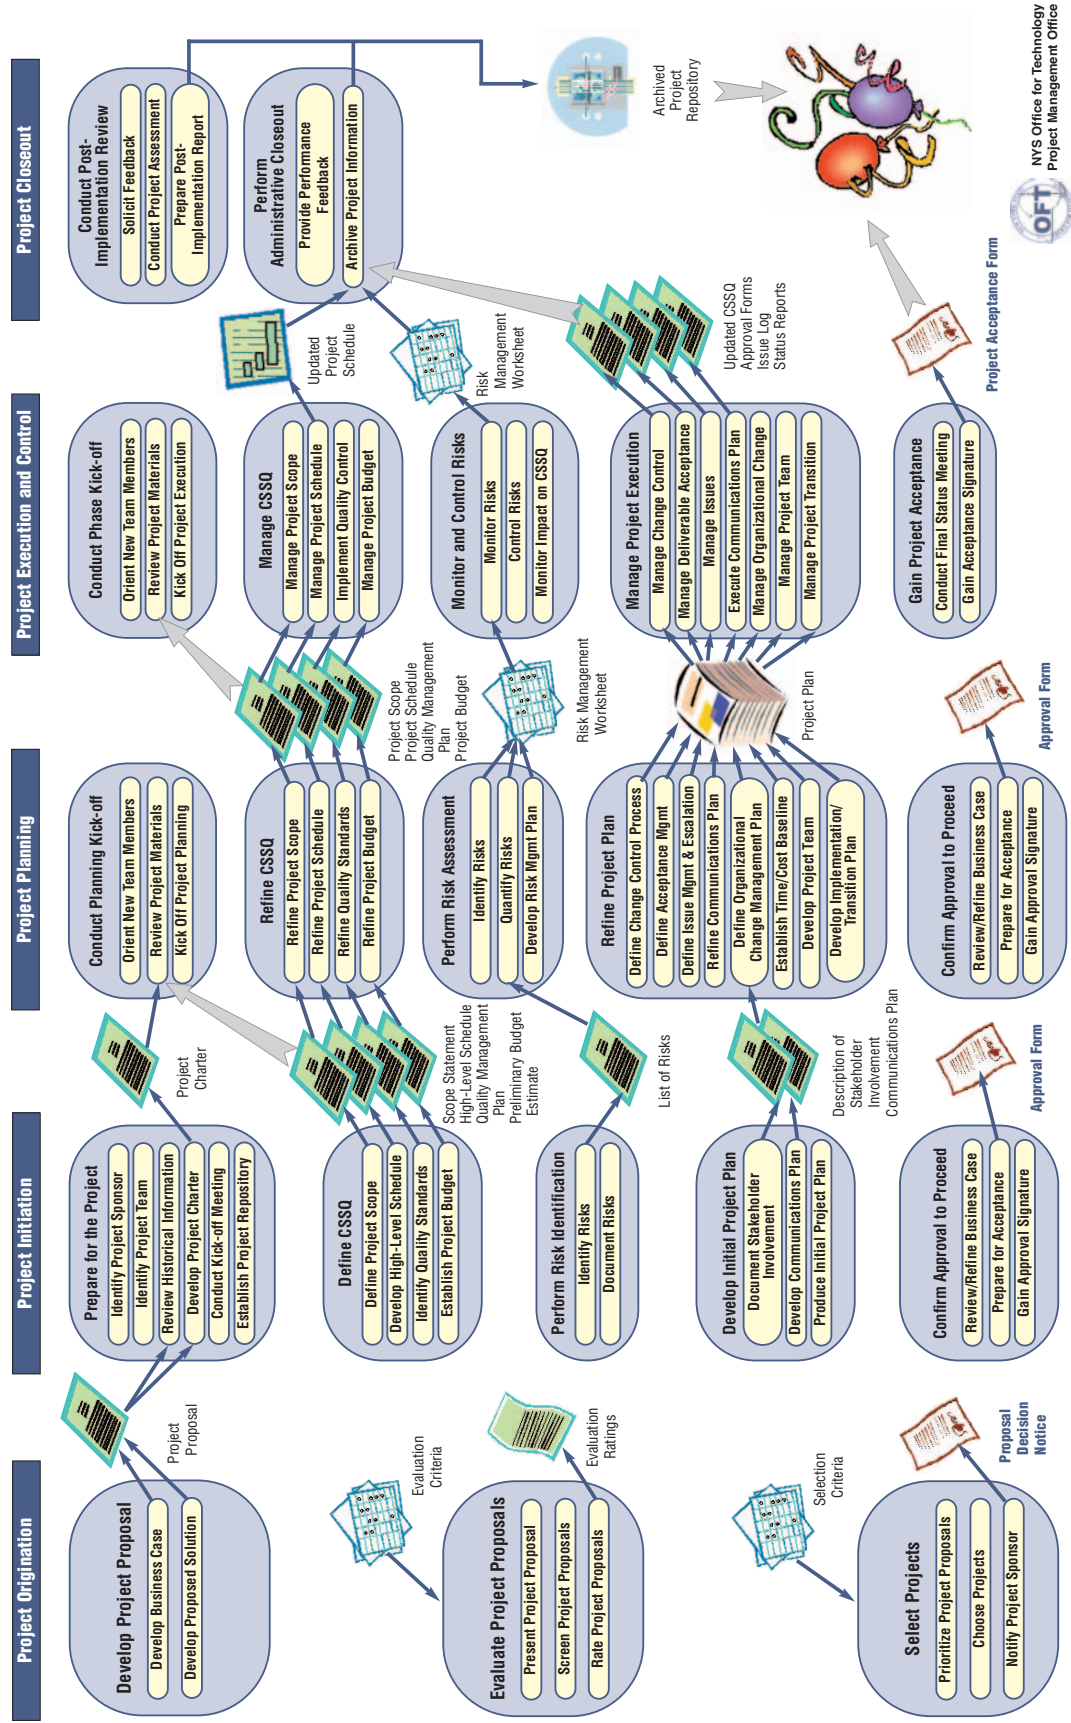 Project Origination
Develop Project Proposal
Develop Business Case
Develop Proposed Solution
Project
Proposal
Evaluation
Criteria
Evaluate Project Proposals
Present Project Proposal
Screen Project Proposals
Rate Project Proposals
Evaluation
Ratings
Selection
Criteria
Select Projects
Prioritize Project Proposals
Choose Projects
Notify Project Sponsor
Proposal
Decision
Notice
Project Initiation
Prepare for the Project
Identify Project Sponsor
Identify Project Team
Review Historical Information
Develop Project Charter
Conduct Kick-off Meeting
Establish Project Repository
Project
Charter
Define CSSQ
Define Project Scope
Develop High-Level Schedule
Identify Quality Standards
Establish Project Budget
Scope Statement
High-Level Schedule
Quality Management
Plan
Preliminary Budget
Estimate
Perform Risk Identification
Identify Risks
Document Risks
List of Risks
Develop Initial Project Plan
Document Stakeholder
Involvement
Develop Communications Plan
Produce Initial Project Plan
Description of
Stakeholder
Involvement
Communications Plan
Confirm Approval to Proceed
Review/Refine Business Case
Prepare for Acceptance
Gain Approval Signature
Approval Form
Project Planning
Conduct Planning Kick-off
Orient New Team Members
Review Project Materials
Kick Off Project Planning
Refine CSSQ
Refine Project Scope
Refine Project Schedule
Refine Quality Standards
Refine Project Budget
Project Scope
Project Schedule
Quality Management
Plan
Project Budget
Perform Risk Assessment
Identify Risks
Quantify Risks
Develop Risk Mgmt Plan
Risk Management
Worksheet
Refine Project Plan
Define Change Control Process
Define Acceptance Mgmt
Define Issue Mgmt & Escalation
Refine Communications Plan
Define Organizational
Change Management Plan
Establish Time/Cost Baseline
Develop Project Team
Develop Implementation/
Transition Plan
Project Plan
Confirm Approval to Proceed
Review/Refine Business Case
Prepare for Acceptance
Gain Approval Signature
Approval Form
Project Execution and Control
Conduct Phase Kick-off
Orient New Team Members
Review Project Materials
Kick Off Project Execution
Manage CSSQ
Manage Project Scope
Manage Project Schedule
Implement Quality Control
Manage Project Budget
Updated
Project
Schedule
Monitor and Control Risks
Monitor Risks
Control Risks
Monitor Impact on CSSQ
Risk
Management
Worksheet
Manage Project Execution
Manage Change Control
Manage Deliverable Acceptance
Manage Issues
Execute Communications Plan
Manage Organizational Change
Manage Project Team
Manage Project Transition
Updated CSSQ
Approval Forms
Issue Log
Status Reports
Gain Project Acceptance
Conduct Final Status Meeting
Gain Acceptance Signature
Project Acceptance Form
Project Closeout
Conduct Post-
Implementation Review
Solicit Feedback
Conduct Project Assessment
Prepare Post-
Implementation Report
Perform
Administrative Closeout
Provide Performance
Feedback
Archive Project Information
Archived
Project
Repository
OFT
NYS Office for Technology
Project Management Office